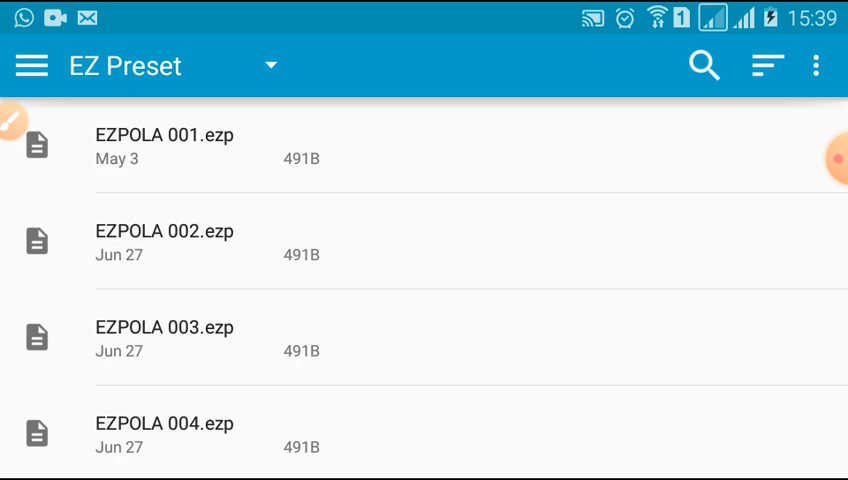 1 15:39
EZ Preset
EZPOLA 001.ezp
May 3 491B
EZPOLA 002.ezp
Jun 27 491B
EZPOLA 003.ezp
Jun 27 491B
EZPOLA 004.ezp
Jun 27 491B